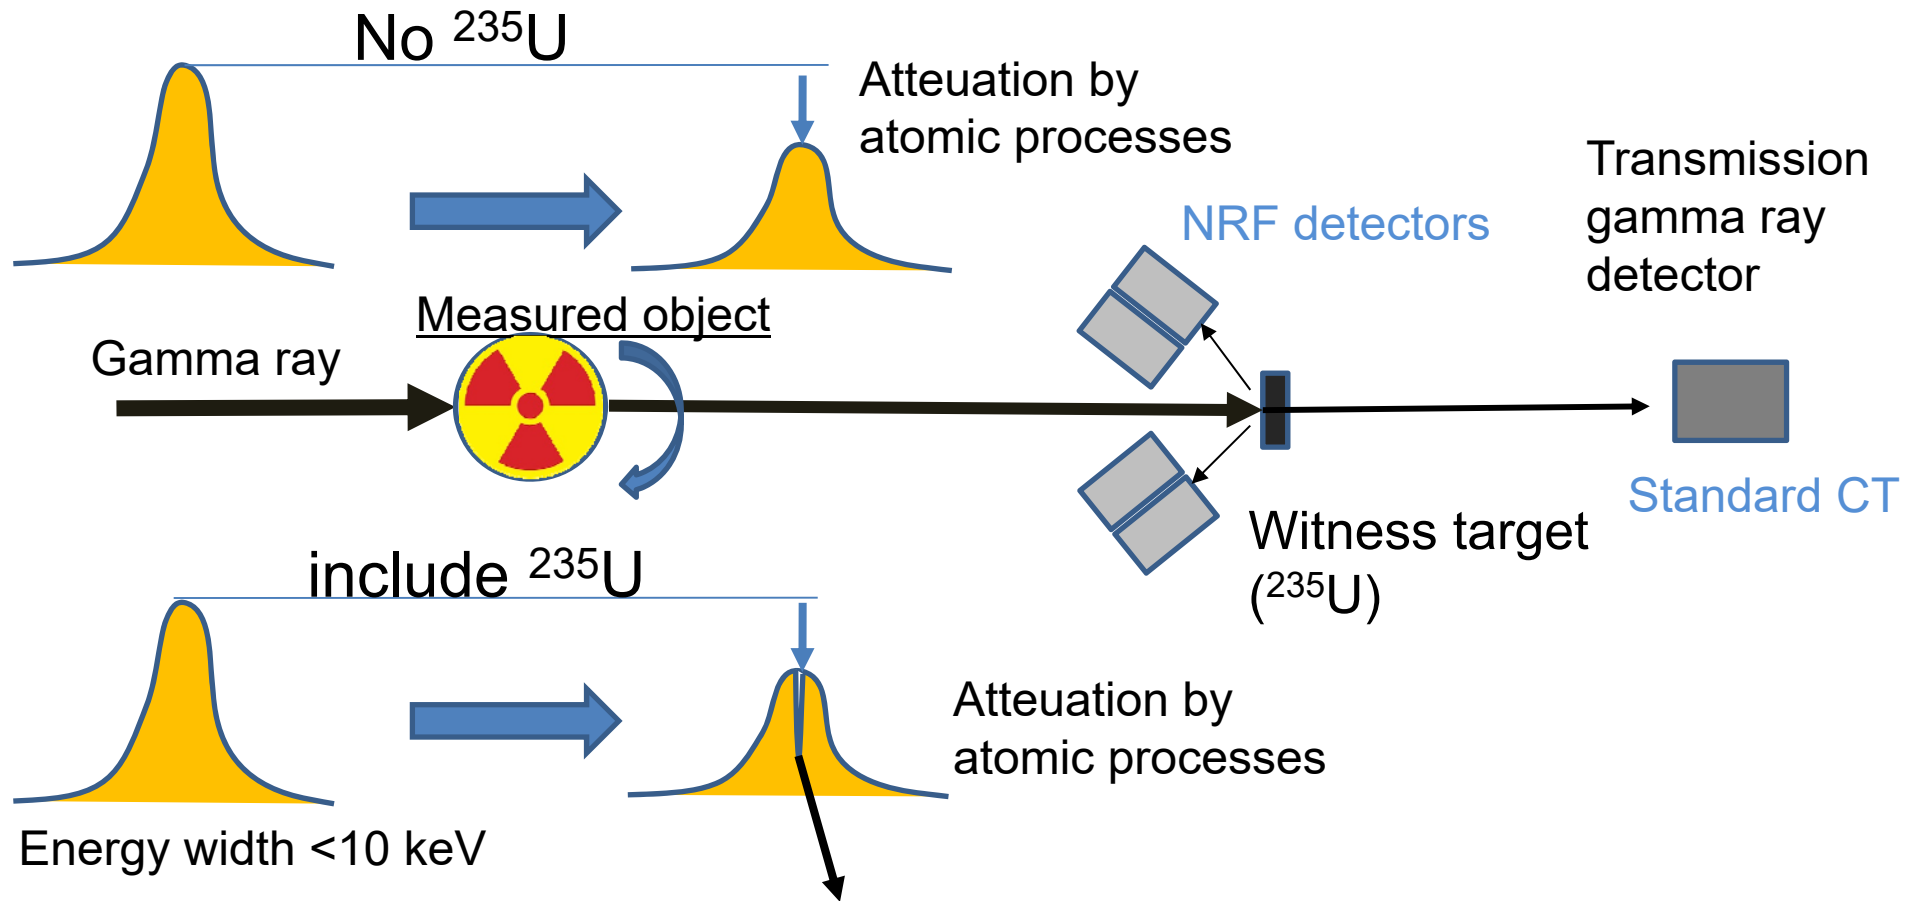 No ²³⁵U
Atteuation by
atomic processes
Transmission
gamma ray
detector
NRF detectors
Measured object
Gamma ray
Standard CT
Witness target
(²³⁵U)
include ²³⁵U
Atteuation by
atomic processes
Energy width <10 keV